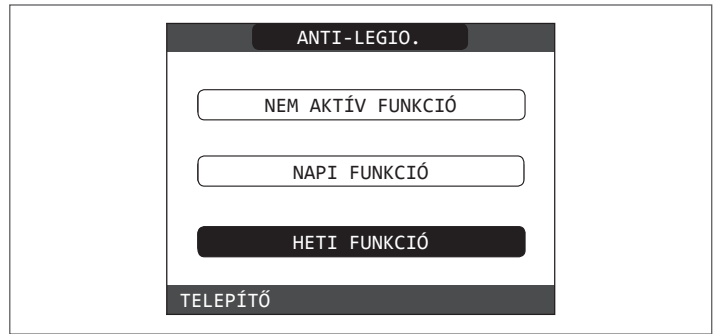 ANTI-LEGIO.
NEM AKTÍV FUNKCIÓ
NAPI FUNKCIÓ
HETI FUNKCIÓ
TELEPÍTŐ